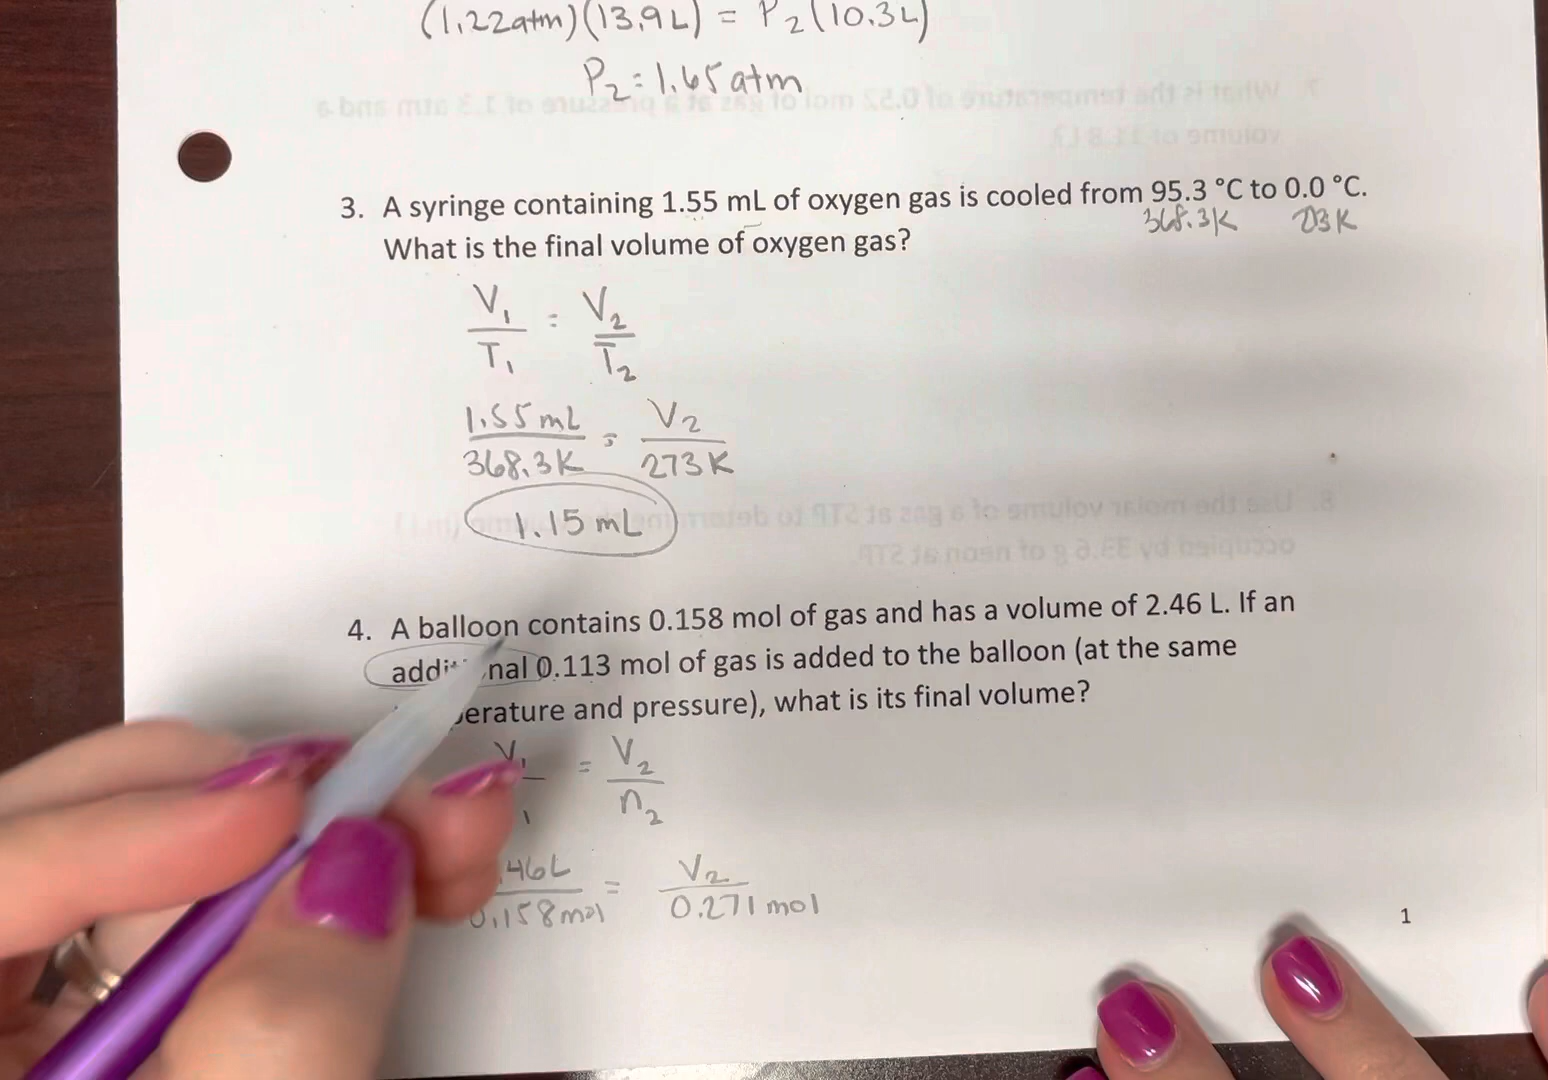 (1.22atm)(13.9L) = P2(10.3L)
P2 = 1.65 atm
3. A syringe containing 1.55 mL of oxygen gas is cooled from 95.3 °C to 0.0 °C.
368.3K 273K
What is the final volume of oxygen gas?
V1 = V2
T1 T2
1.55 mL = V2
368.3K 273K
1.15 mL
4. A balloon contains 0.158 mol of gas and has a volume of 2.46 L. If an
0.113 mol of gas is added to the balloon (at the same
and pressure), what is its final volume?
V1 = V2
n2
.46L = V2
0.158mol 0.271 mol
1